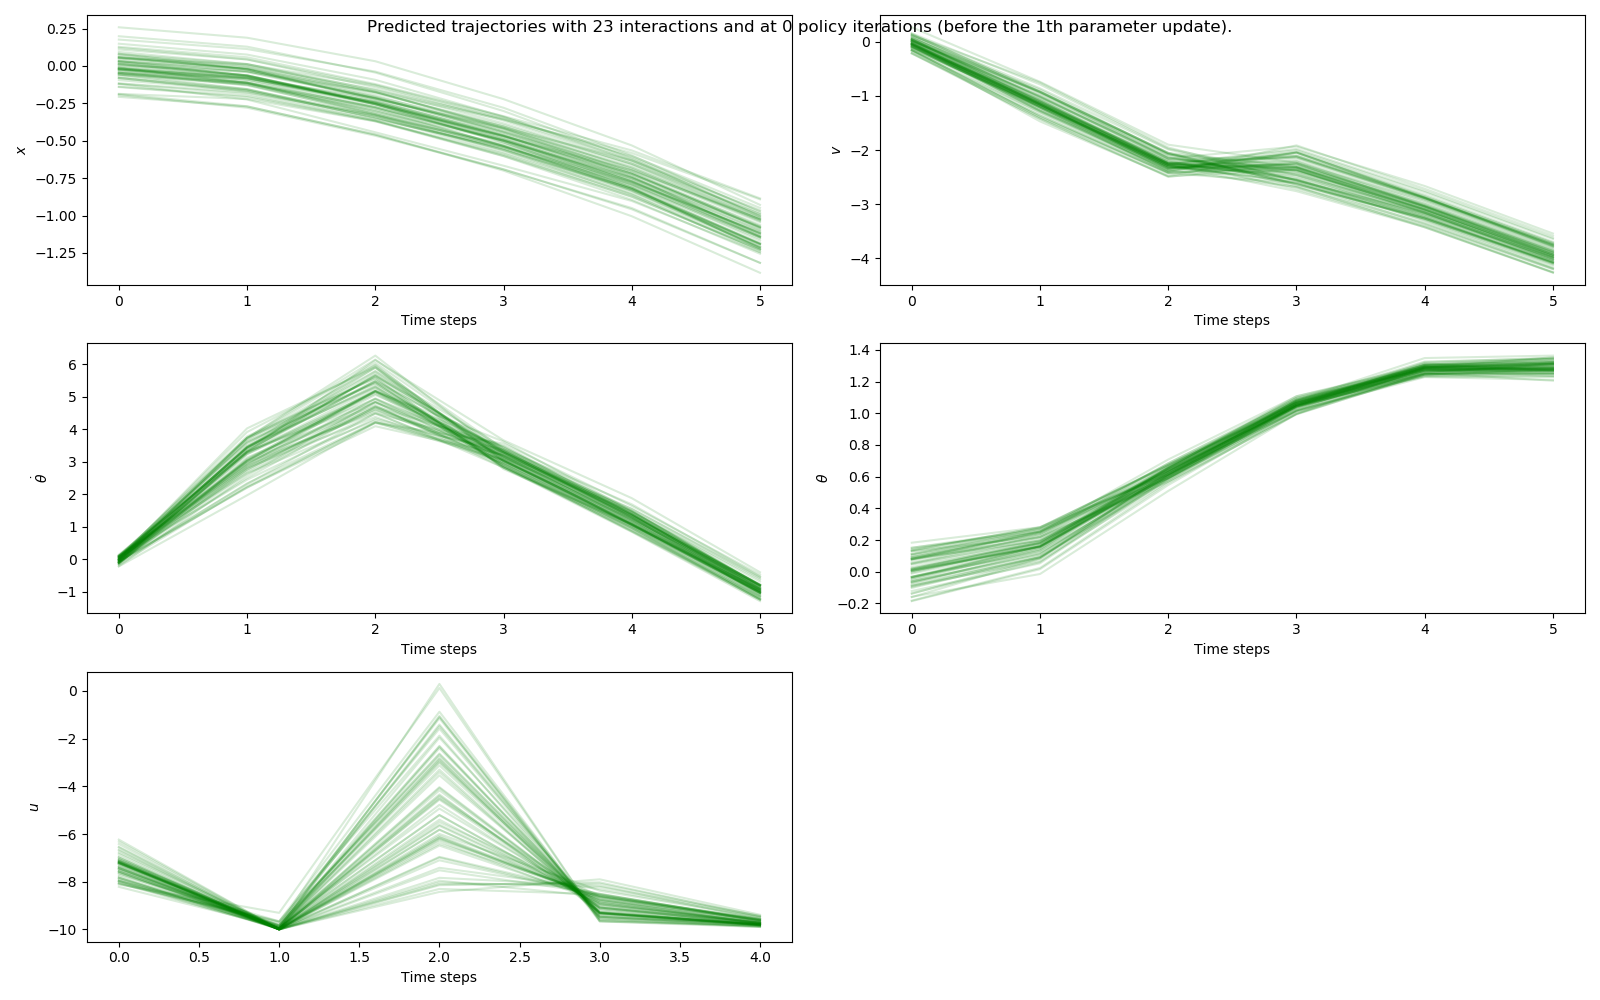 Predicted trajectories with 23 interactions and at 0 policy iterations (before the 1th parameter update).
0.25
0.00
−0.25
−0.50
−0.75
−1.00
−1.25
x
0 1 2 3 4 5
Time steps
0
−1
−2
−3
−4
v
0 1 2 3 4 5
Time steps
6
5
4
3
2
1
0
−1
θ̇
0 1 2 3 4 5
Time steps
1.4
1.2
1.0
0.8
0.6
0.4
0.2
0.0
−0.2
θ
0 1 2 3 4 5
Time steps
0
−2
−4
−6
−8
−10
u
0.0 0.5 1.0 1.5 2.0 2.5 3.0 3.5 4.0
Time steps